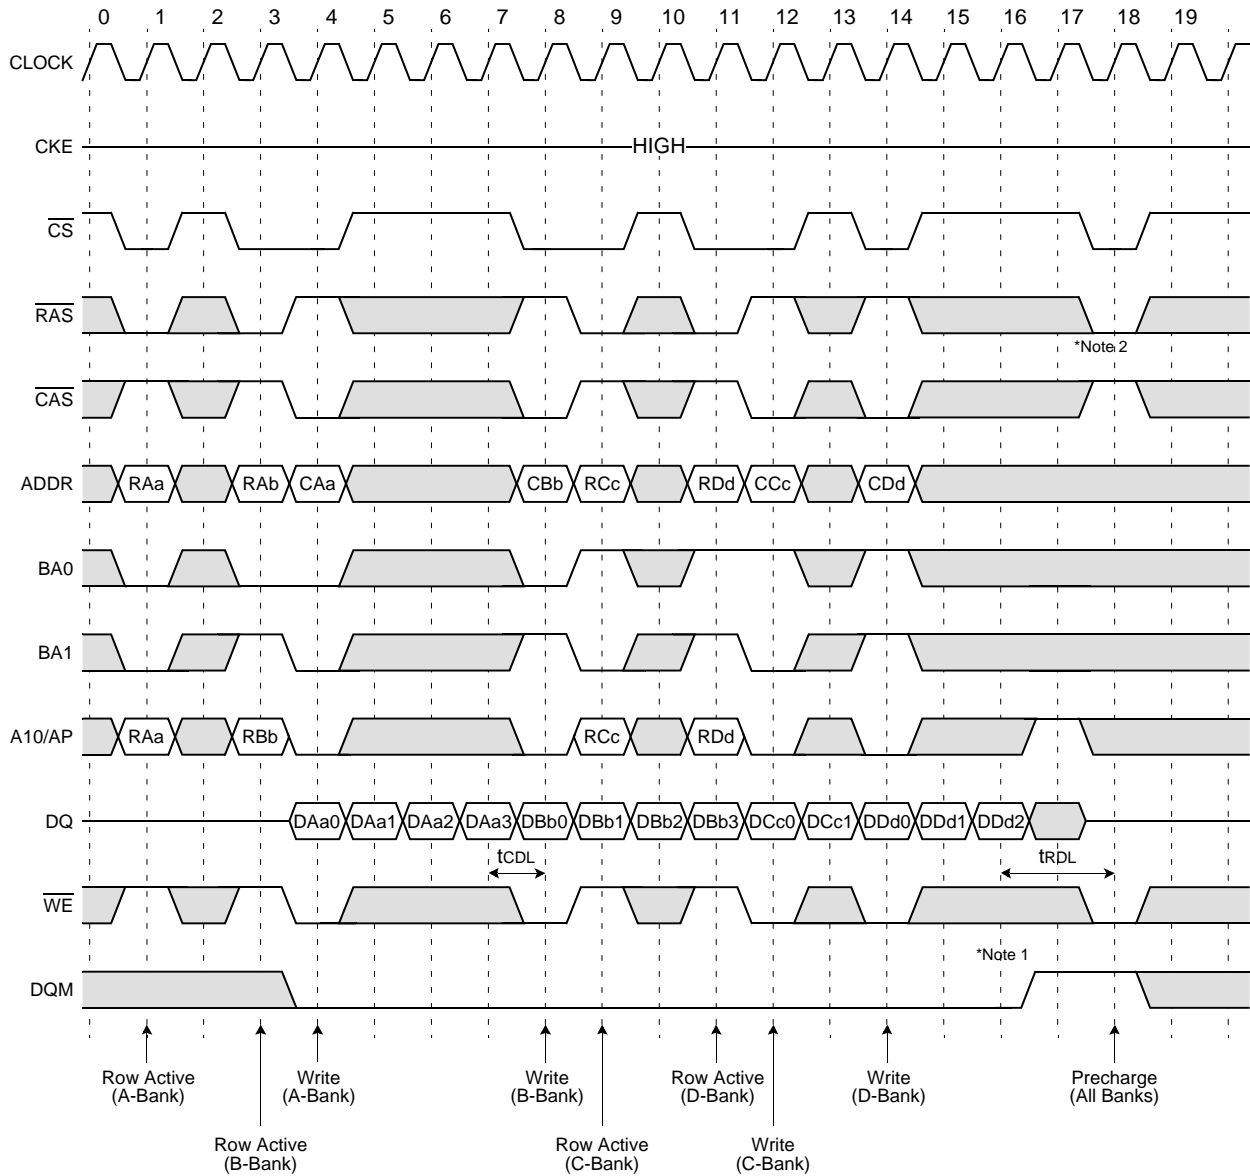 0 1 2 3 4 5 6 7 8 9 10 11 12 13 14 15 16 17 18 19
CLOCK
CKE HIGH
CS
RAS
*Note 2
CAS
ADDR RAa RAb CAa CBb RCc RDd CCc CDd
BA0
BA1
A10/AP RAa RBb RCc RDd
DQ DAa0 DAa1 DAa2 DAa3 DBb0 DBb1 DBb2 DBb3 DCc0 DCc1 DDd0 DDd1 DDd2
tCDL tRDL
WE
*Note 1
DQM
Row Active Write Write Row Active Write Precharge
(A-Bank) (A-Bank) (B-Bank) (D-Bank) (D-Bank) (All Banks)
Row Active Row Active Write
(B-Bank) (C-Bank) (C-Bank)